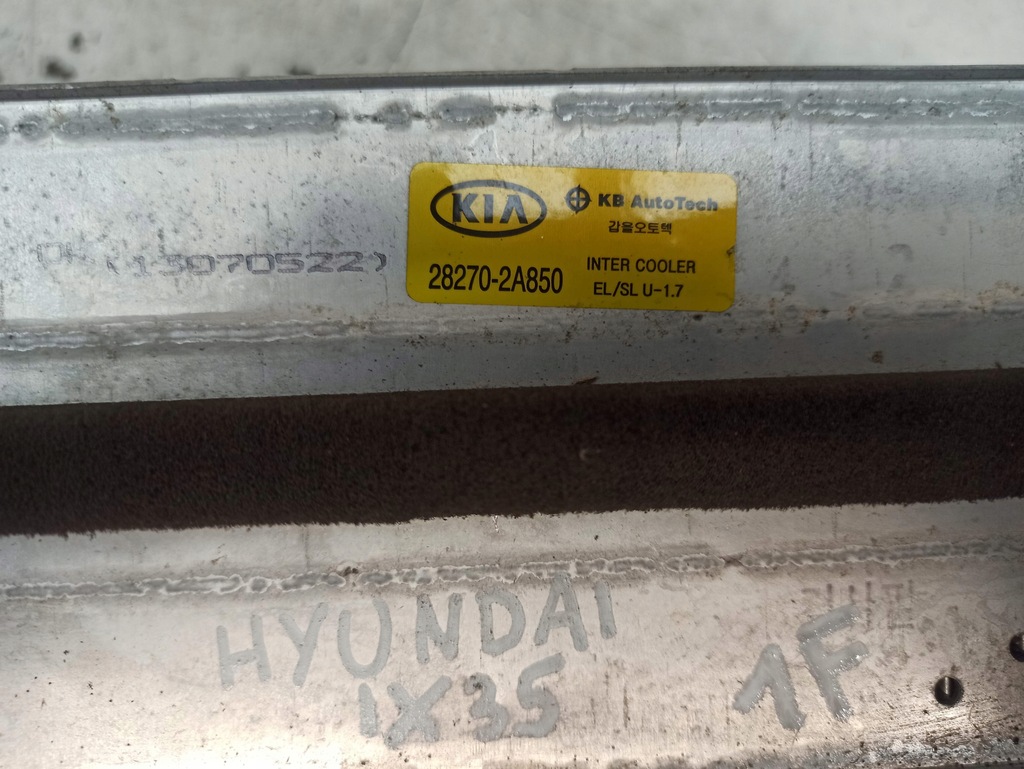 KIA
KB AutoTech
갑을오토텍
28270-2A850
INTER COOLER
EL/SL U-1.7
(13070522)
HYUNDAI
IX35
1F